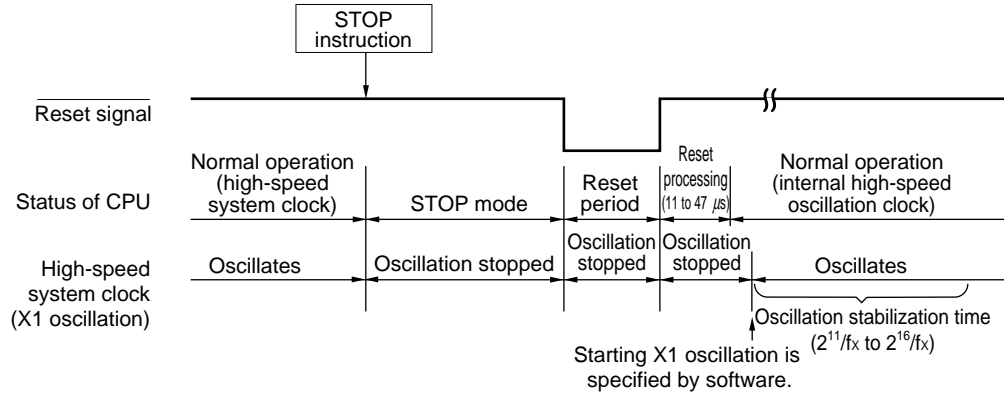 STOP
instruction
Reset signal
Normal operation
(high-speed
system clock)
STOP mode
Reset
period
Reset
processing
(11 to 47 μs)
Normal operation
(internal high-speed
oscillation clock)
Status of CPU
High-speed
system clock
(X1 oscillation)
Oscillates
Oscillation stopped
Oscillation
stopped
Oscillation
stopped
Oscillates
Oscillation stabilization time
(2¹¹/fX to 2¹⁶/fX)
Starting X1 oscillation is
specified by software.